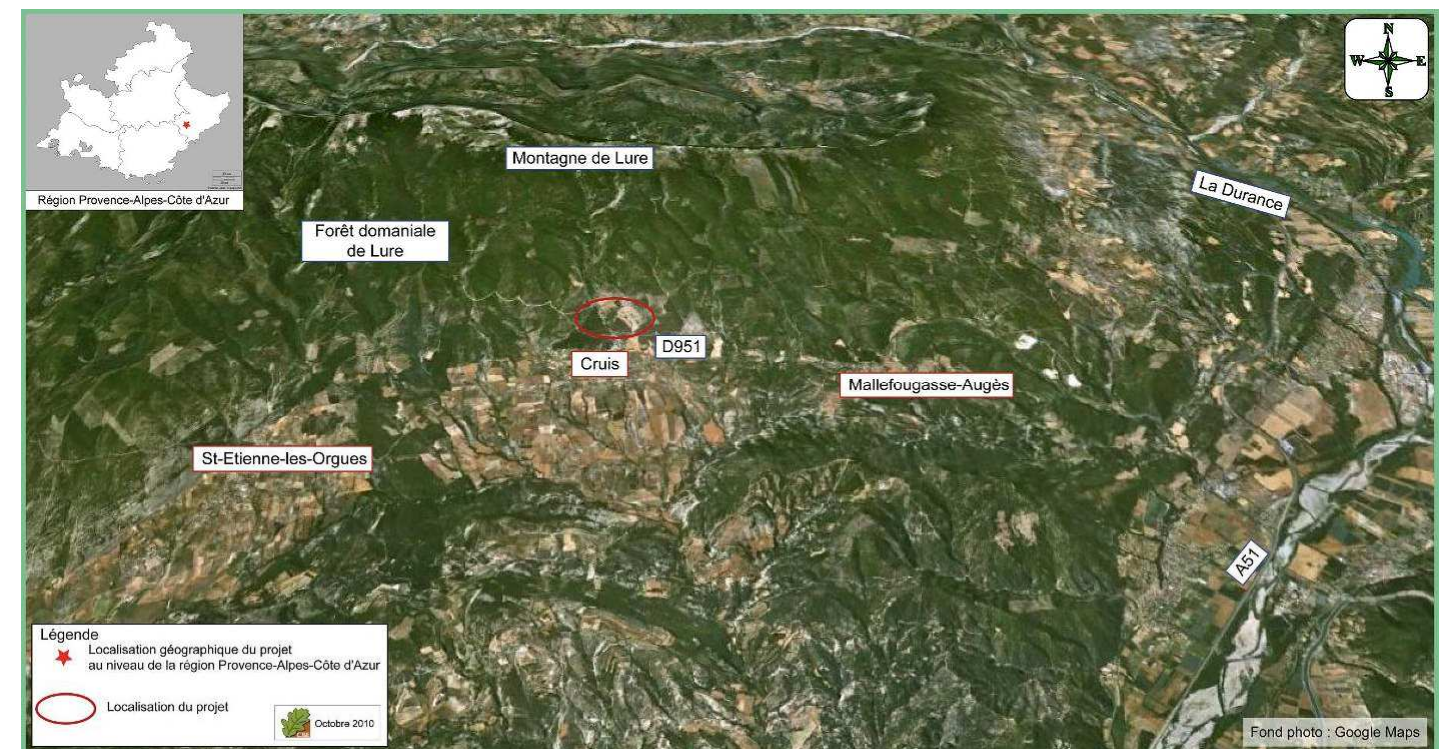 Région Provence-Alpes-Côte d'Azur
N
W
E
S
Montagne de Lure
La Durance
Forêt domaniale
de Lure
D951
Cruis
Mallefougasse-Augès
St-Etienne-les-Orgues
A51
Légende
Localisation géographique du projet
au niveau de la région Provence-Alpes-Côte d'Azur
Localisation du projet
Octobre 2010
Fond photo : Google Maps